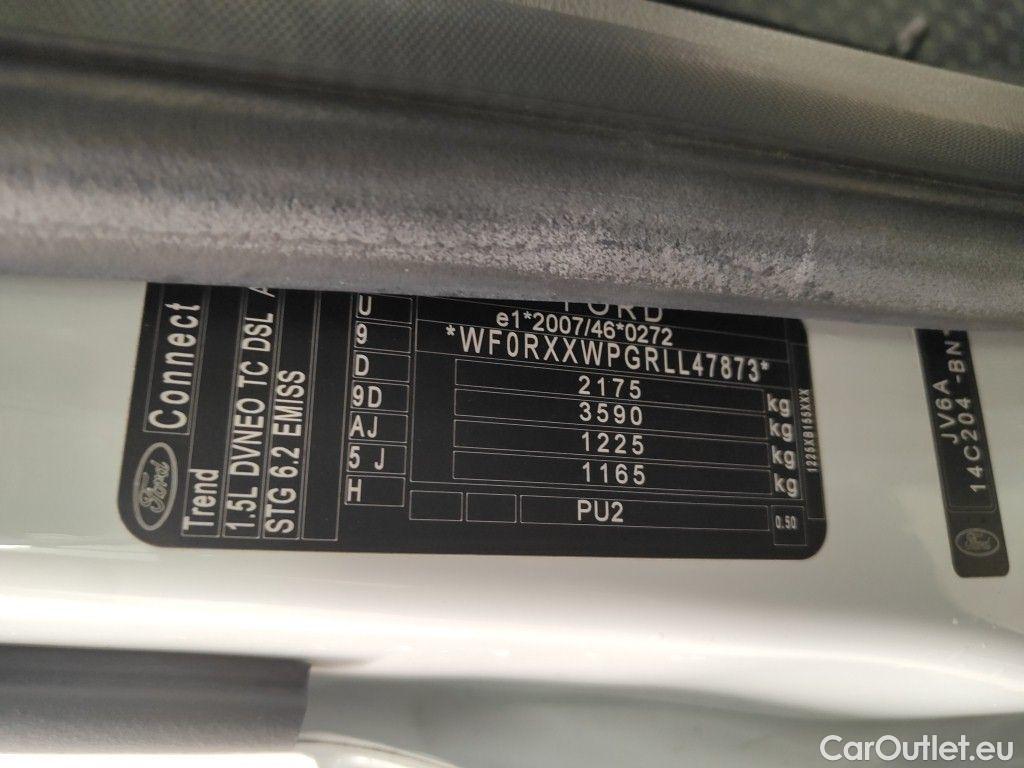 FORD
e1*2007/46*0272
*WF0RXXWPGRLL47873*
2175 kg
3590 kg
1225 kg
1165 kg
PU2
0.50
1225XB155XXX
U
9
D
9D
AJ
5 J
H
Ford
Connect
Trend
1.5L DVNEO TC DSL
STG 6.2 EMISS
JV6A
14C204-BN
Ford
CarOutlet.eu